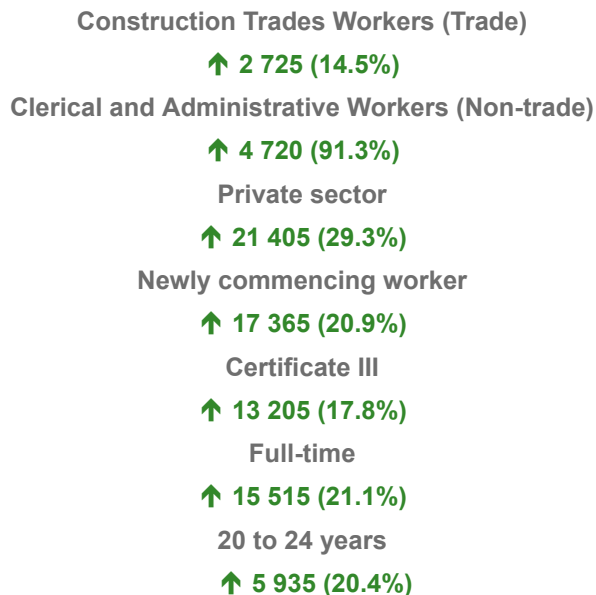 Construction Trades Workers (Trade)
↑ 2 725 (14.5%)
Clerical and Administrative Workers (Non-trade)
↑ 4 720 (91.3%)
Private sector
↑ 21 405 (29.3%)
Newly commencing worker
↑ 17 365 (20.9%)
Certificate III
↑ 13 205 (17.8%)
Full-time
↑ 15 515 (21.1%)
20 to 24 years
↑ 5 935 (20.4%)